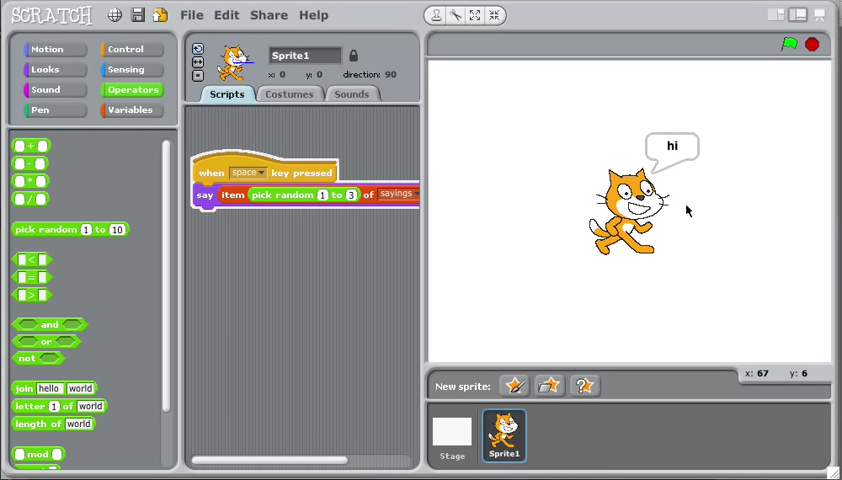 SCRATCH File Edit Share Help
Motion Control
Looks Sensing
Sound Operators
Pen Variables
+
-
*
/
pick random 1 to 10
<
=
>
and
or
not
join hello world
letter 1 of world
length of world
mod
Sprite1
x: 0 y: 0 direction: 90
Scripts Costumes Sounds
when space key pressed
say item pick random 1 to 3 of sayings
hi
x: 67 y: 6
New sprite:
Stage
Sprite1